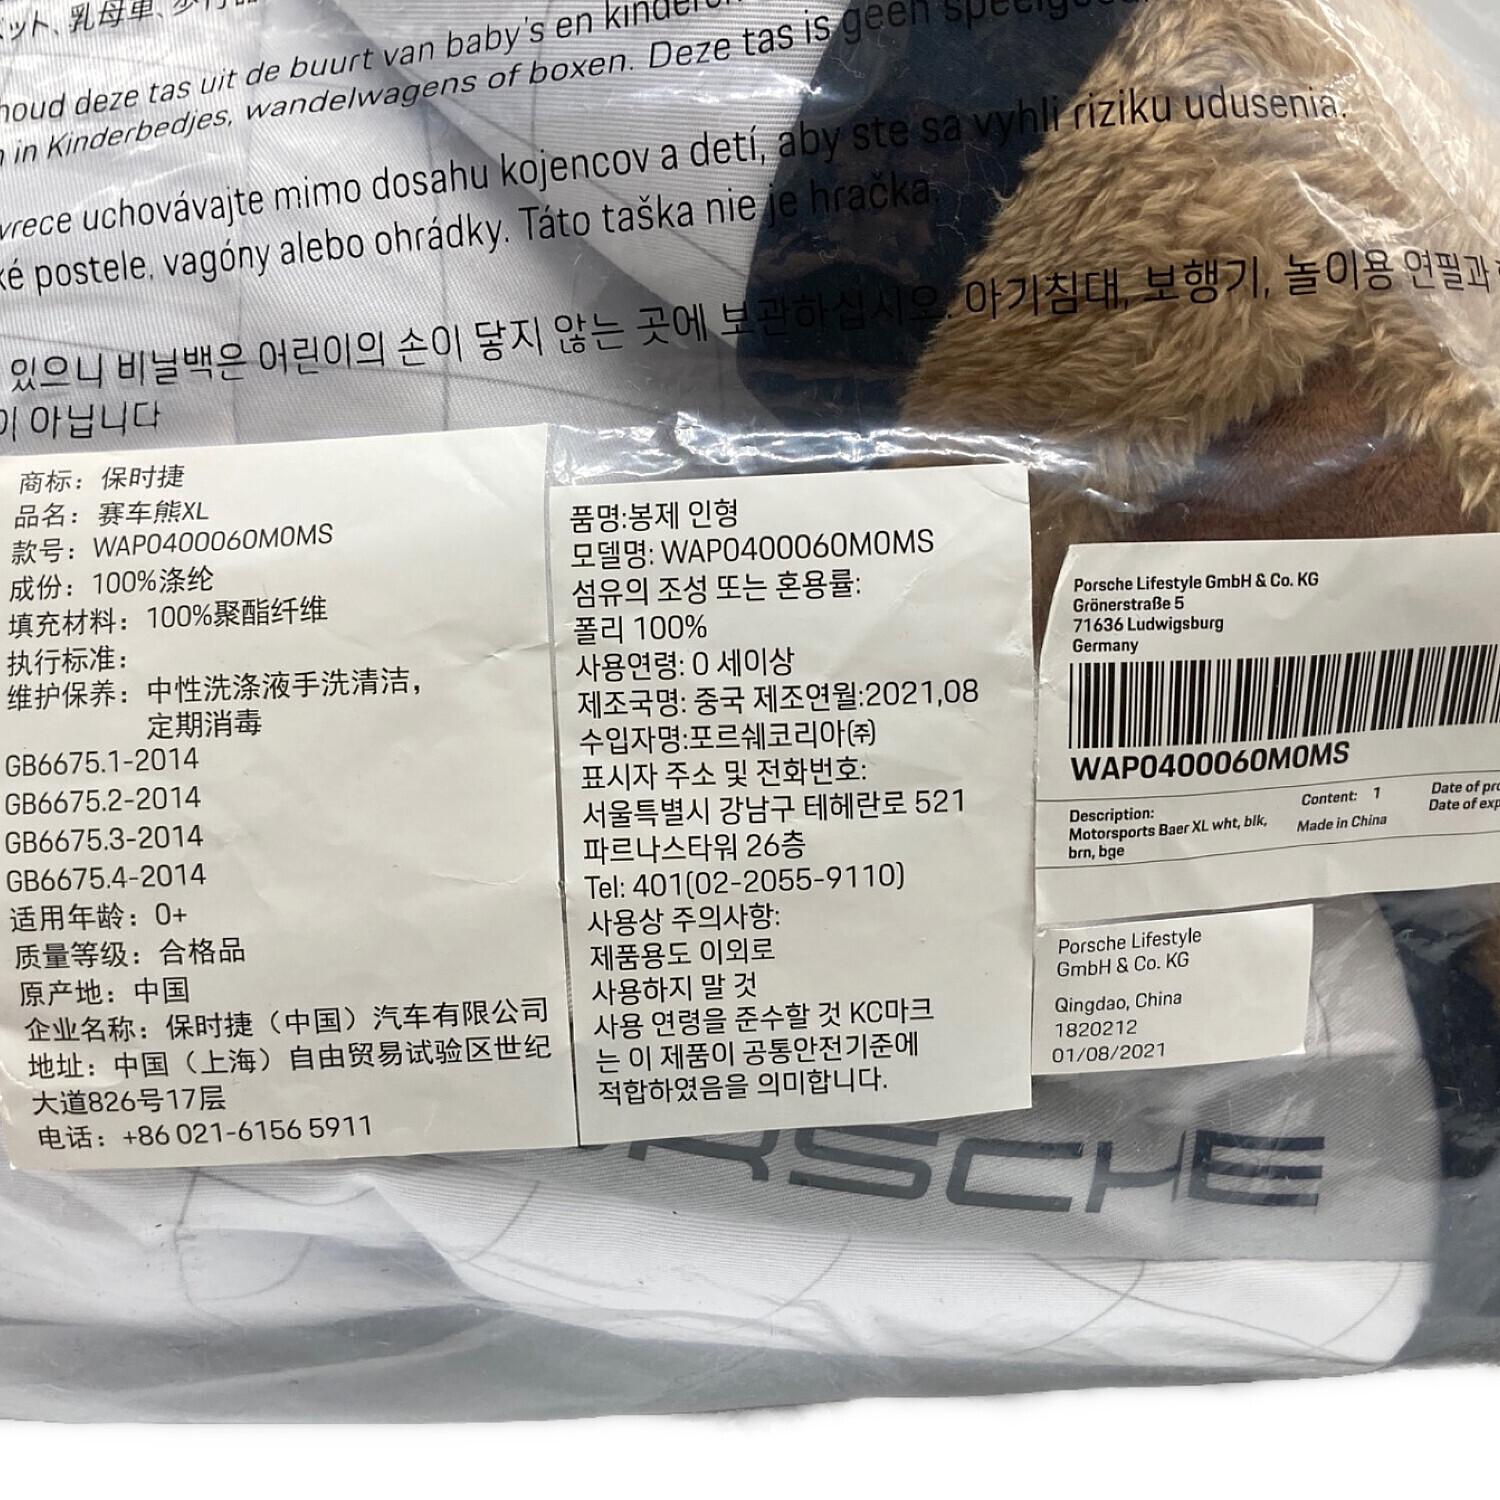 ット、乳母車、歩行器
houd deze tas uit de buurt van baby's en kinderen
in Kinderbedjes, wandelwagens of boxen. Deze tas is geen speelgoed.
vrece uchovávajte mimo dosahu kojencov a detí, aby ste sa vyhli riziku udusenia.
ké postele, vagóny alebo ohrádky. Táto taška nie je hračka.
있으니 비닐백은 어린이의 손이 닿지 않는 곳에 보관하십시오. 아기침대, 보행기, 놀이용 연필과
이 아닙니다
商标：保时捷
品名：赛车熊XL
款号：WAP0400060M0MS
成份：100%涤纶
填充材料：100%聚酯纤维
执行标准：
维护保养：中性洗涤液手洗清洁，
定期消毒
GB6675.1-2014
GB6675.2-2014
GB6675.3-2014
GB6675.4-2014
适用年龄：0+
质量等级：合格品
原产地：中国
企业名称：保时捷（中国）汽车有限公司
地址：中国（上海）自由贸易试验区世纪
大道826号17层
电话：+86 021-6156 5911
품명:봉제 인형
모델명: WAP0400060M0MS
섬유의 조성 또는 혼용률:
폴리 100%
사용연령: 0 세이상
제조국명: 중국 제조연월:2021,08
수입자명:포르쉐코리아(주)
표시자 주소 및 전화번호:
서울특별시 강남구 테헤란로 521
파르나스타워 26층
Tel: 401(02-2055-9110)
사용상 주의사항:
제품용도 이외로
사용하지 말 것
사용 연령을 준수할 것 KC마크
는 이 제품이 공통안전기준에
적합하였음을 의미합니다.
Porsche Lifestyle GmbH & Co. KG
Grönerstraße 5
71636 Ludwigsburg
Germany
WAP0400060M0MS
Description:
Motorsports Baer XL wht, blk,
brn, bge
Content: 1
Made in China
Date of pro
Date of exp
Porsche Lifestyle
GmbH & Co. KG
Qingdao, China
1820212
01/08/2021
RSCHE